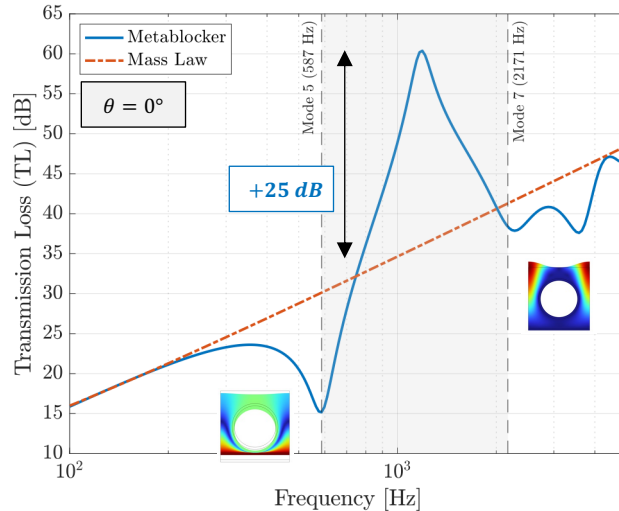 65
60
55
50
45
40
35
30
25
20
15
10
Transmission Loss (TL) [dB]
Metablocker
Mass Law
θ = 0°
+25 dB
Mode 5 (587 Hz)
Mode 7 (2171 Hz)
10²
10³
Frequency [Hz]